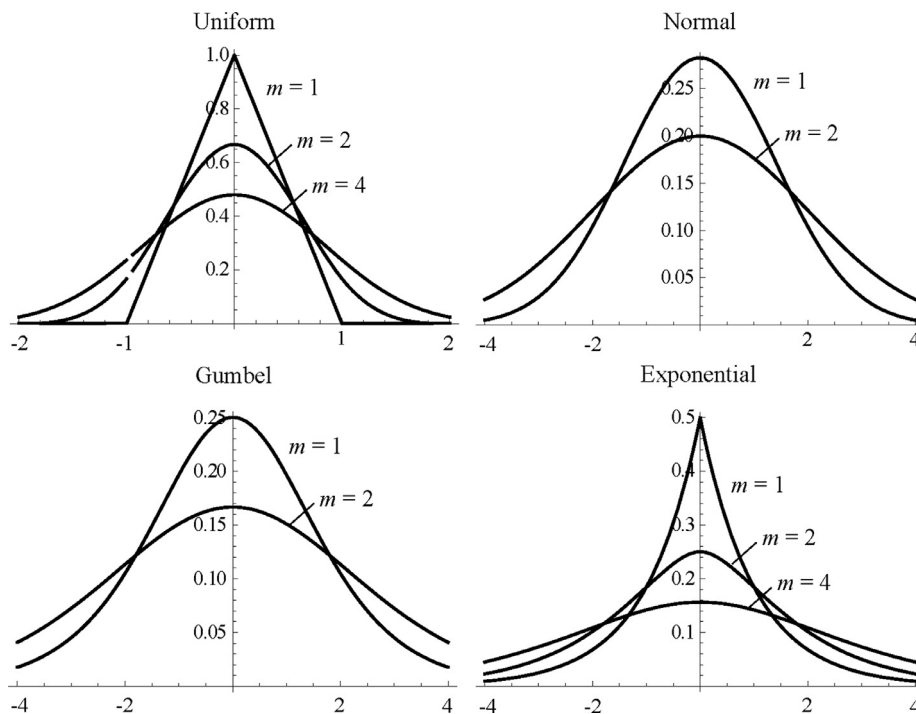 Uniform
1.0
0.8
0.6
0.4
0.2
m = 1
m = 2
m = 4
-2
-1
1
2
Normal
0.25
0.20
0.15
0.10
0.05
m = 1
m = 2
-4
-2
2
4
Gumbel
0.25
0.20
0.15
0.10
0.05
m = 1
m = 2
-4
-2
2
4
Exponential
0.5
0.4
0.3
0.2
0.1
m = 1
m = 2
m = 4
-4
-2
2
4